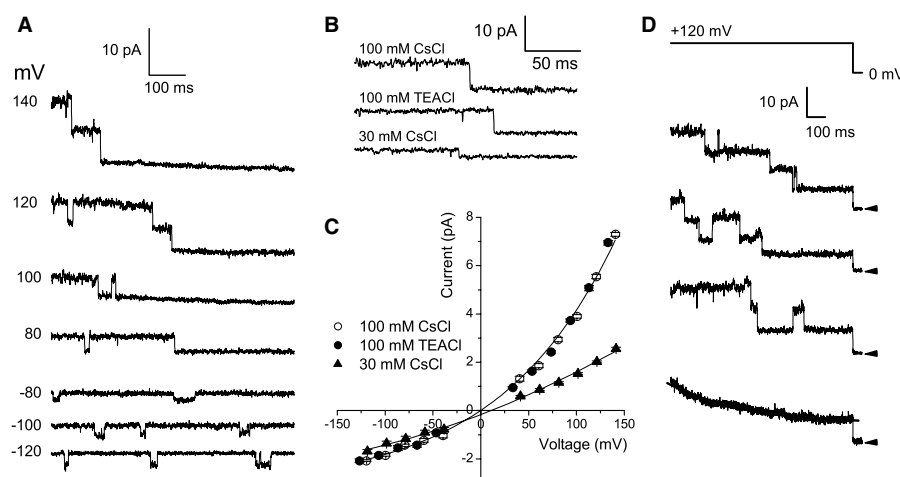 A
10 pA
100 ms
mV
140
120
100
80
-80
-100
-120
B
10 pA
50 ms
100 mM CsCl
100 mM TEACl
30 mM CsCl
C
Current (pA)
8
6
4
2
0
-2
-150 -100 -50 50 100 150
Voltage (mV)
100 mM CsCl
100 mM TEACl
30 mM CsCl
D
+120 mV
0 mV
10 pA
100 ms